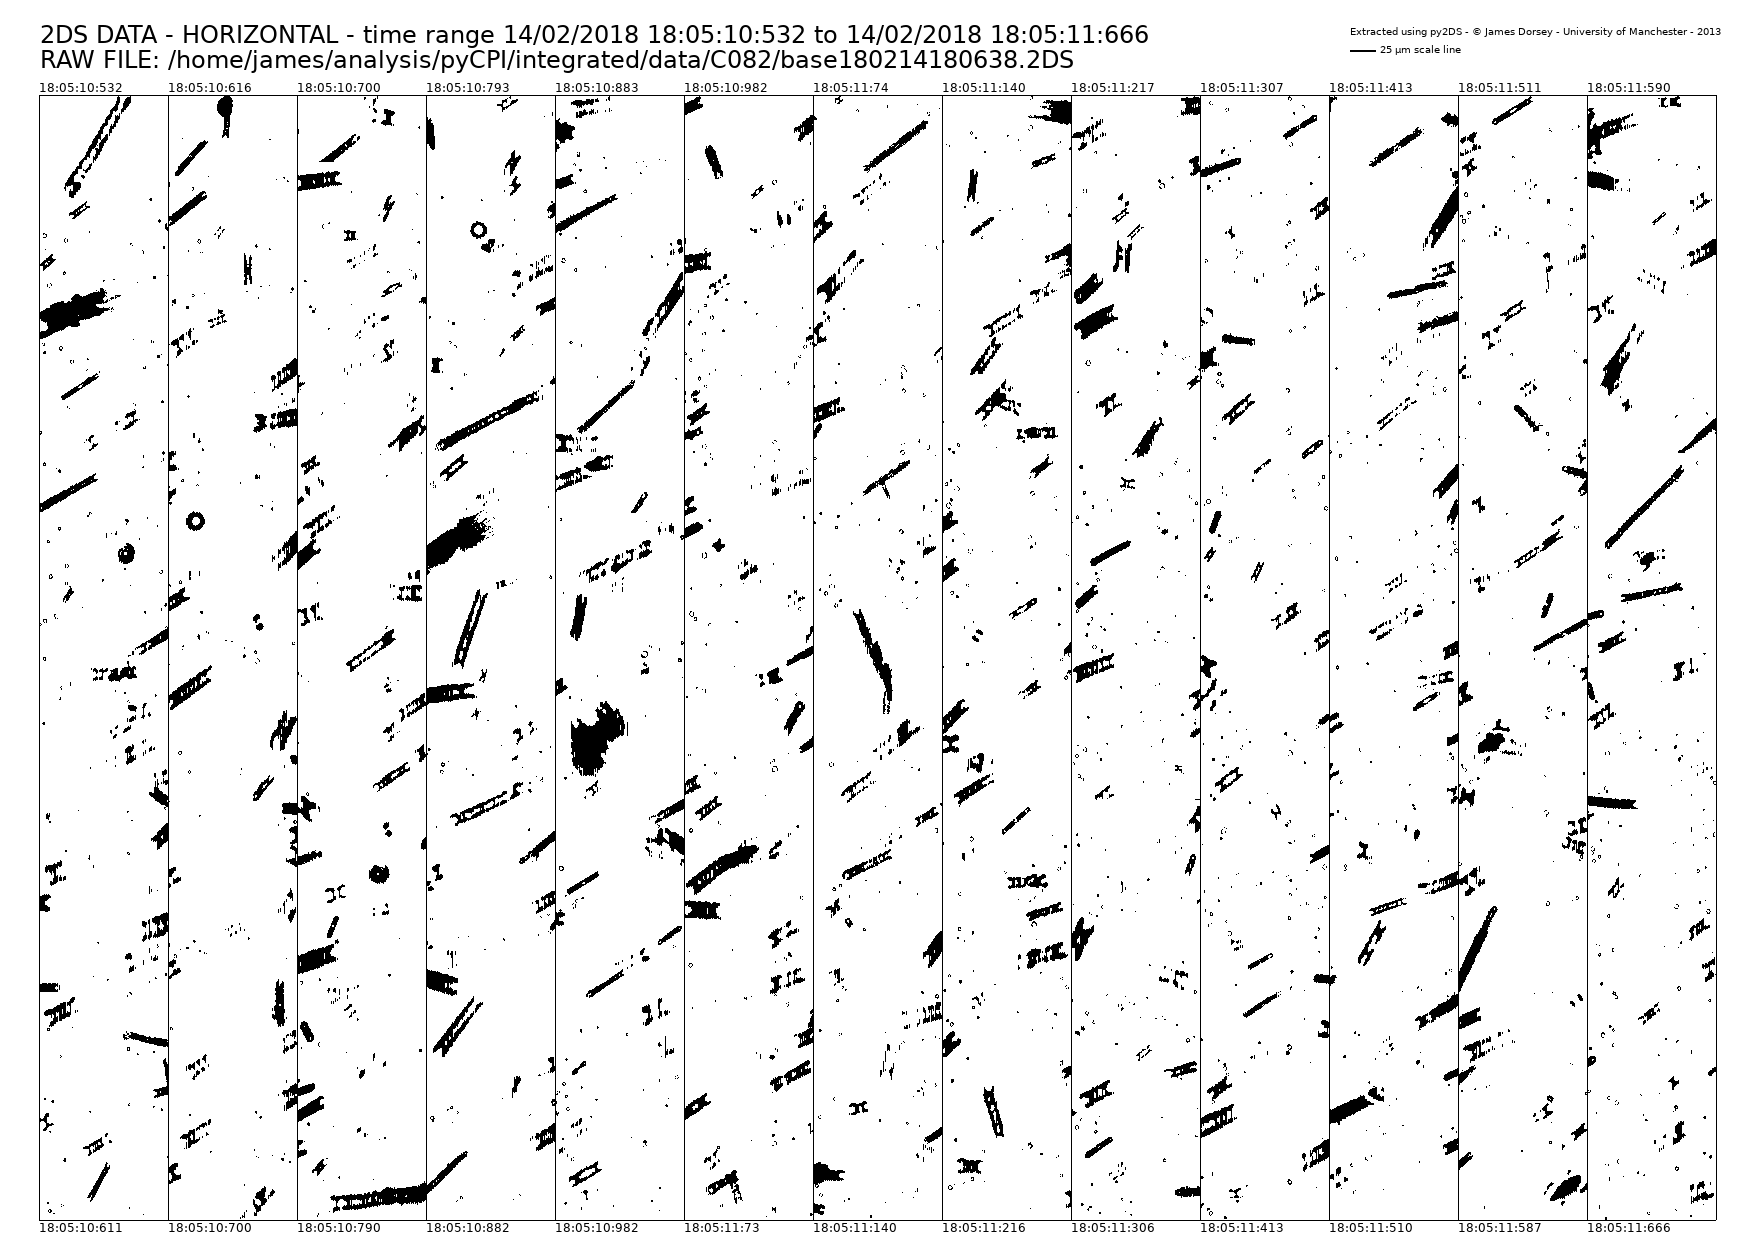 2DS DATA - HORIZONTAL - time range 14/02/2018 18:05:10:532 to 14/02/2018 18:05:11:666
RAW FILE: /home/james/analysis/pyCPI/integrated/data/C082/base180214180638.2DS
Extracted using py2DS - © James Dorsey - University of Manchester - 2013
25 µm scale line
18:05:10:532 18:05:10:616 18:05:10:700 18:05:10:793 18:05:10:883 18:05:10:982 18:05:11:74 18:05:11:140 18:05:11:217 18:05:11:307 18:05:11:413 18:05:11:511 18:05:11:590
18:05:10:611 18:05:10:700 18:05:10:790 18:05:10:882 18:05:10:982 18:05:11:73 18:05:11:140 18:05:11:216 18:05:11:306 18:05:11:413 18:05:11:510 18:05:11:587 18:05:11:666